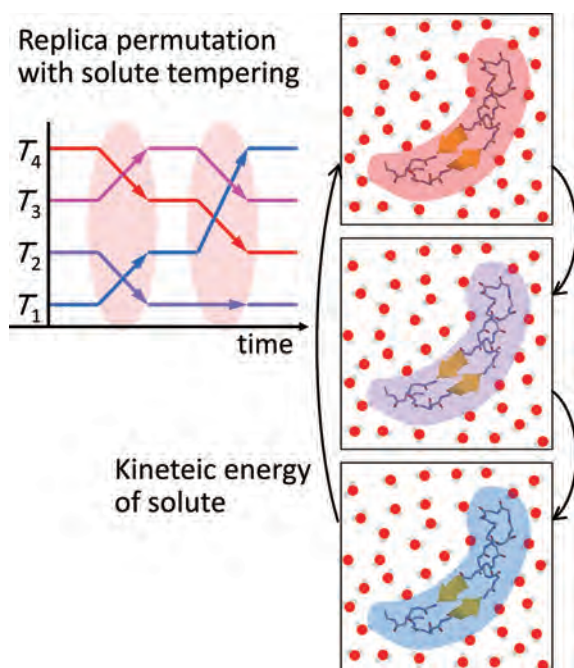 Replica permutation
with solute tempering
T4
T3
T2
T1
time
Kineteic energy
of solute